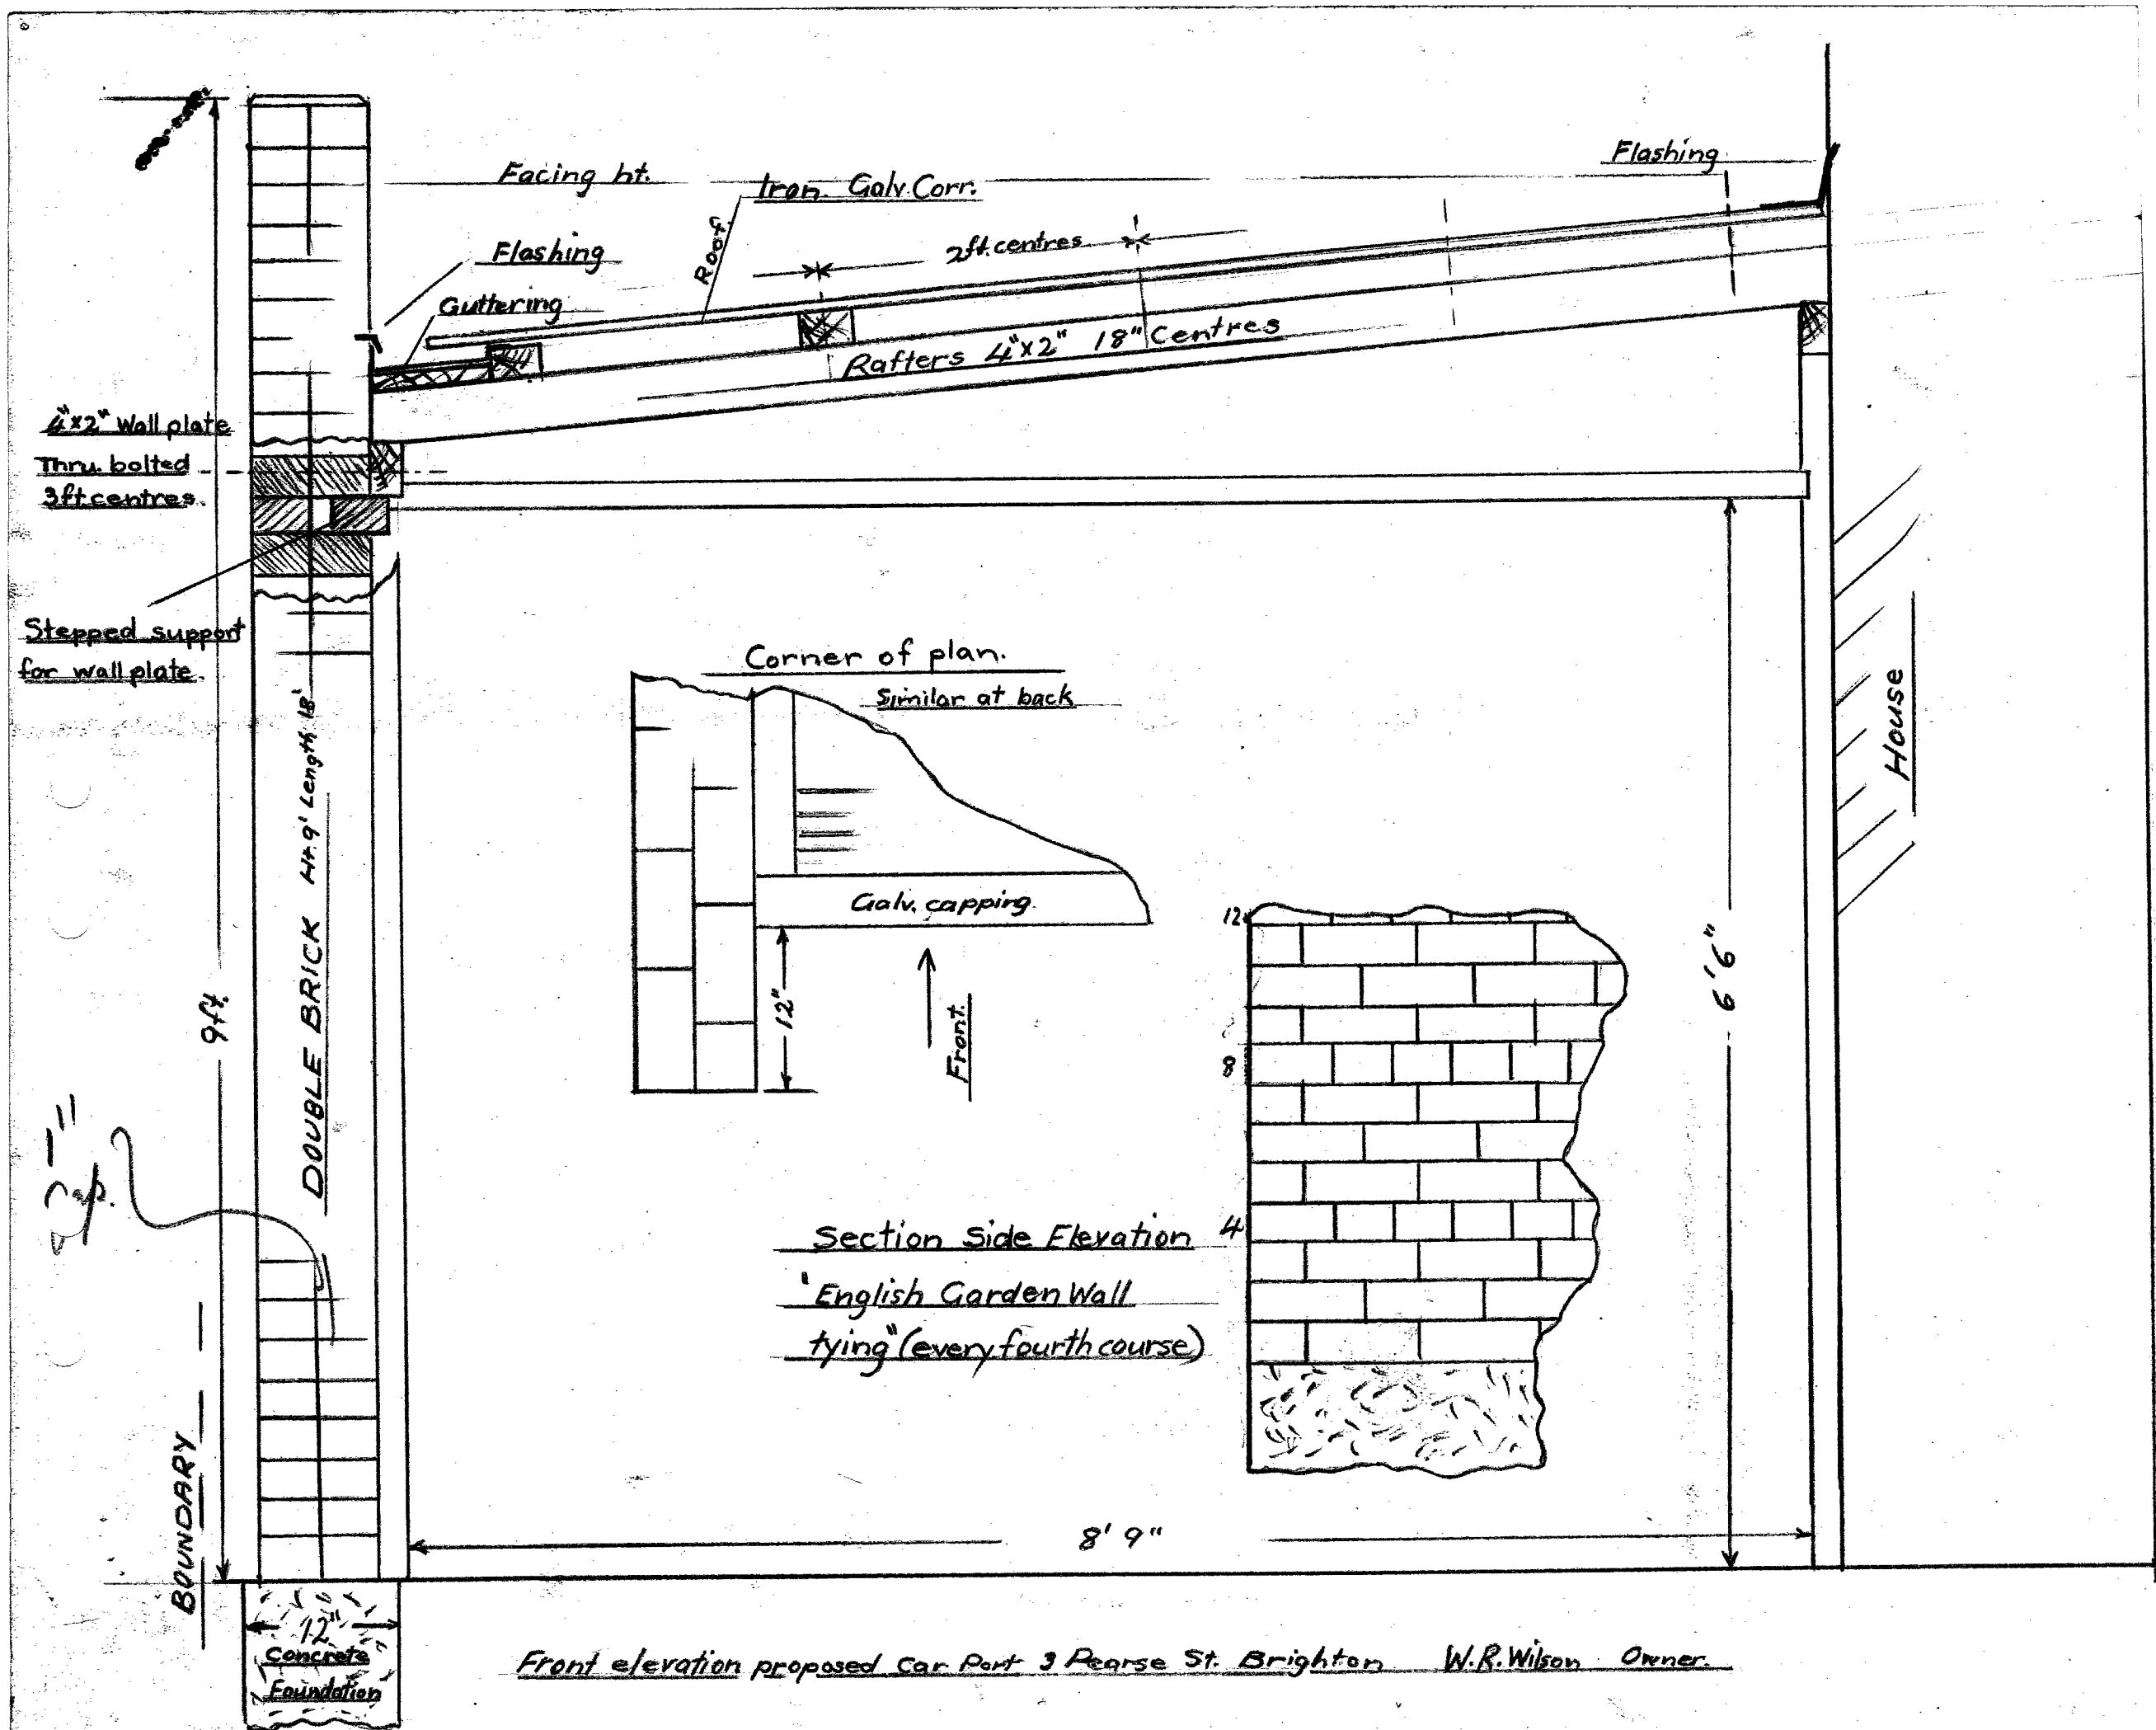 Facing ht.
Iron. Galv. Corr.
Flashing
Roof.
2ft. centres.
Flashing
Guttering
Rafters 4"x2" 18" Centres
4"x2" Wall plate
Thru. bolted
3ft. centres.
Stepped support
for wall plate.
Corner of plan.
Similar at back
House
DOUBLE BRICK Ht. 9' Length 18'
Galv. capping.
12"
Front.
9ft.
6'6"
12
8
4
Section Side Elevation
"English Garden Wall
tying" (every fourth course)
BOUNDARY
8' 9"
12"
Concrete
Foundation
Front elevation proposed Car Port 3 Pearse St. Brighton W.R. Wilson Owner.